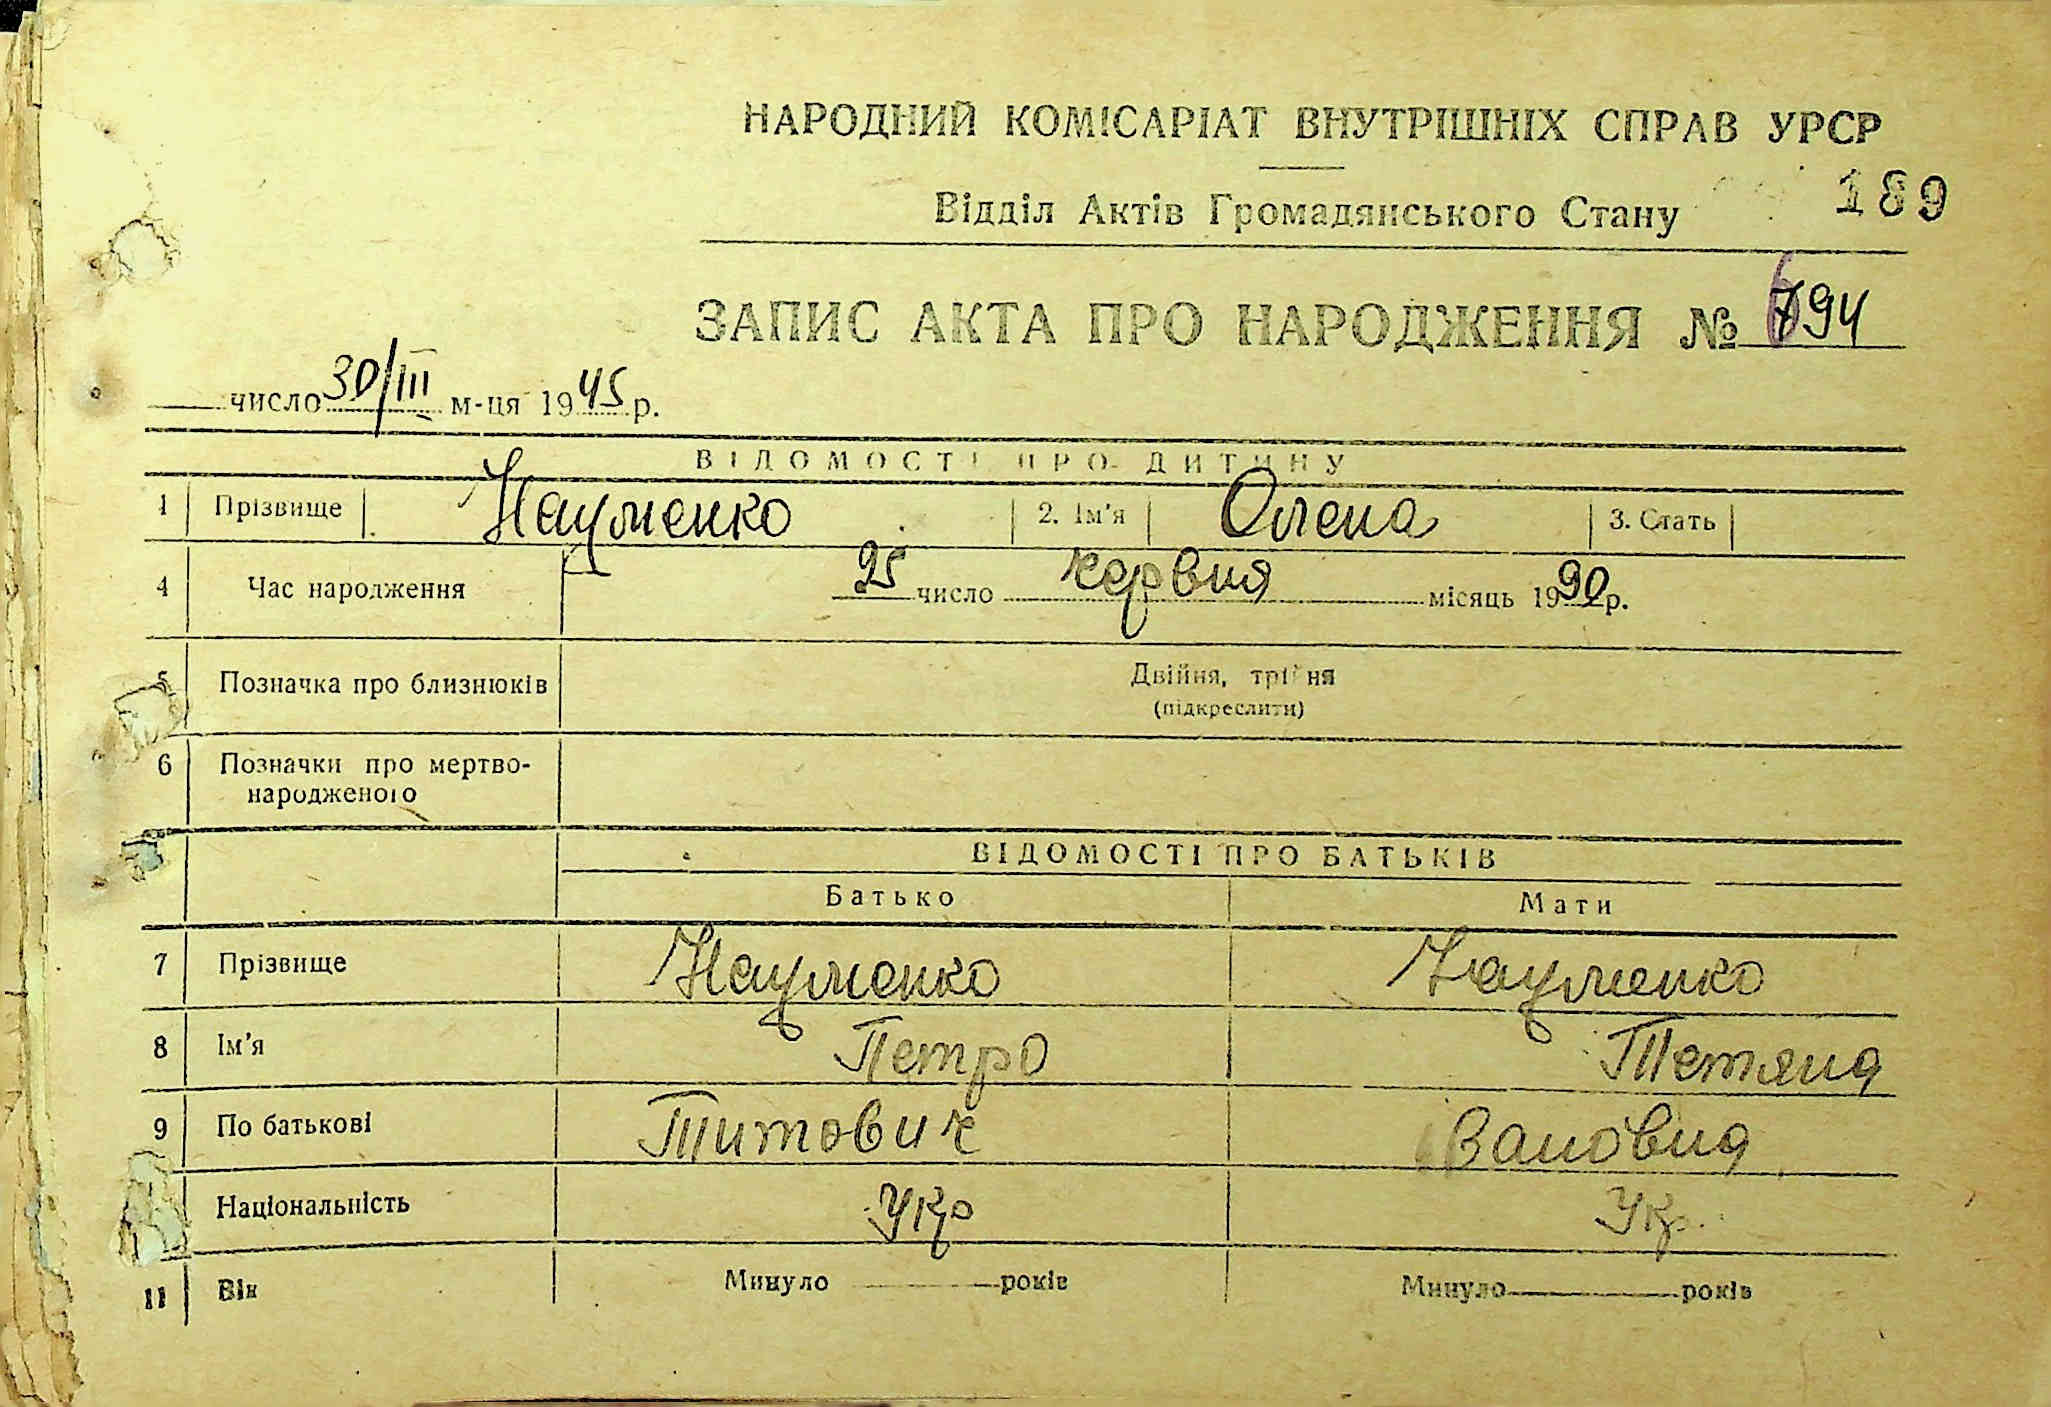 НАРОДНИЙ КОМІСАРІАТ ВНУТРІШНІХ СПРАВ УРСР
Відділ Актів Громадянського Стану 189
ЗАПИС АКТА ПРО НАРОДЖЕННЯ № 794
число 30/III м-ця 1945 р.
ВІДОМОСТІ ПРО ДИТИНУ
1 Прізвище Науменко 2. Ім'я Олена 3. Стать
4 Час народження 25 число червня місяць 1990 р.
5 Позначка про близнюків Двійня, трійня
(підкреслити)
6 Позначки про мертво-
народженого
ВІДОМОСТІ ПРО БАТЬКІВ
Батько Мати
7 Прізвище Науменко Науменко
8 Ім'я Петро Тетяна
9 По батькові Титович Івановна
Національність Укр Укр.
11 Вік Минуло років Минуло років